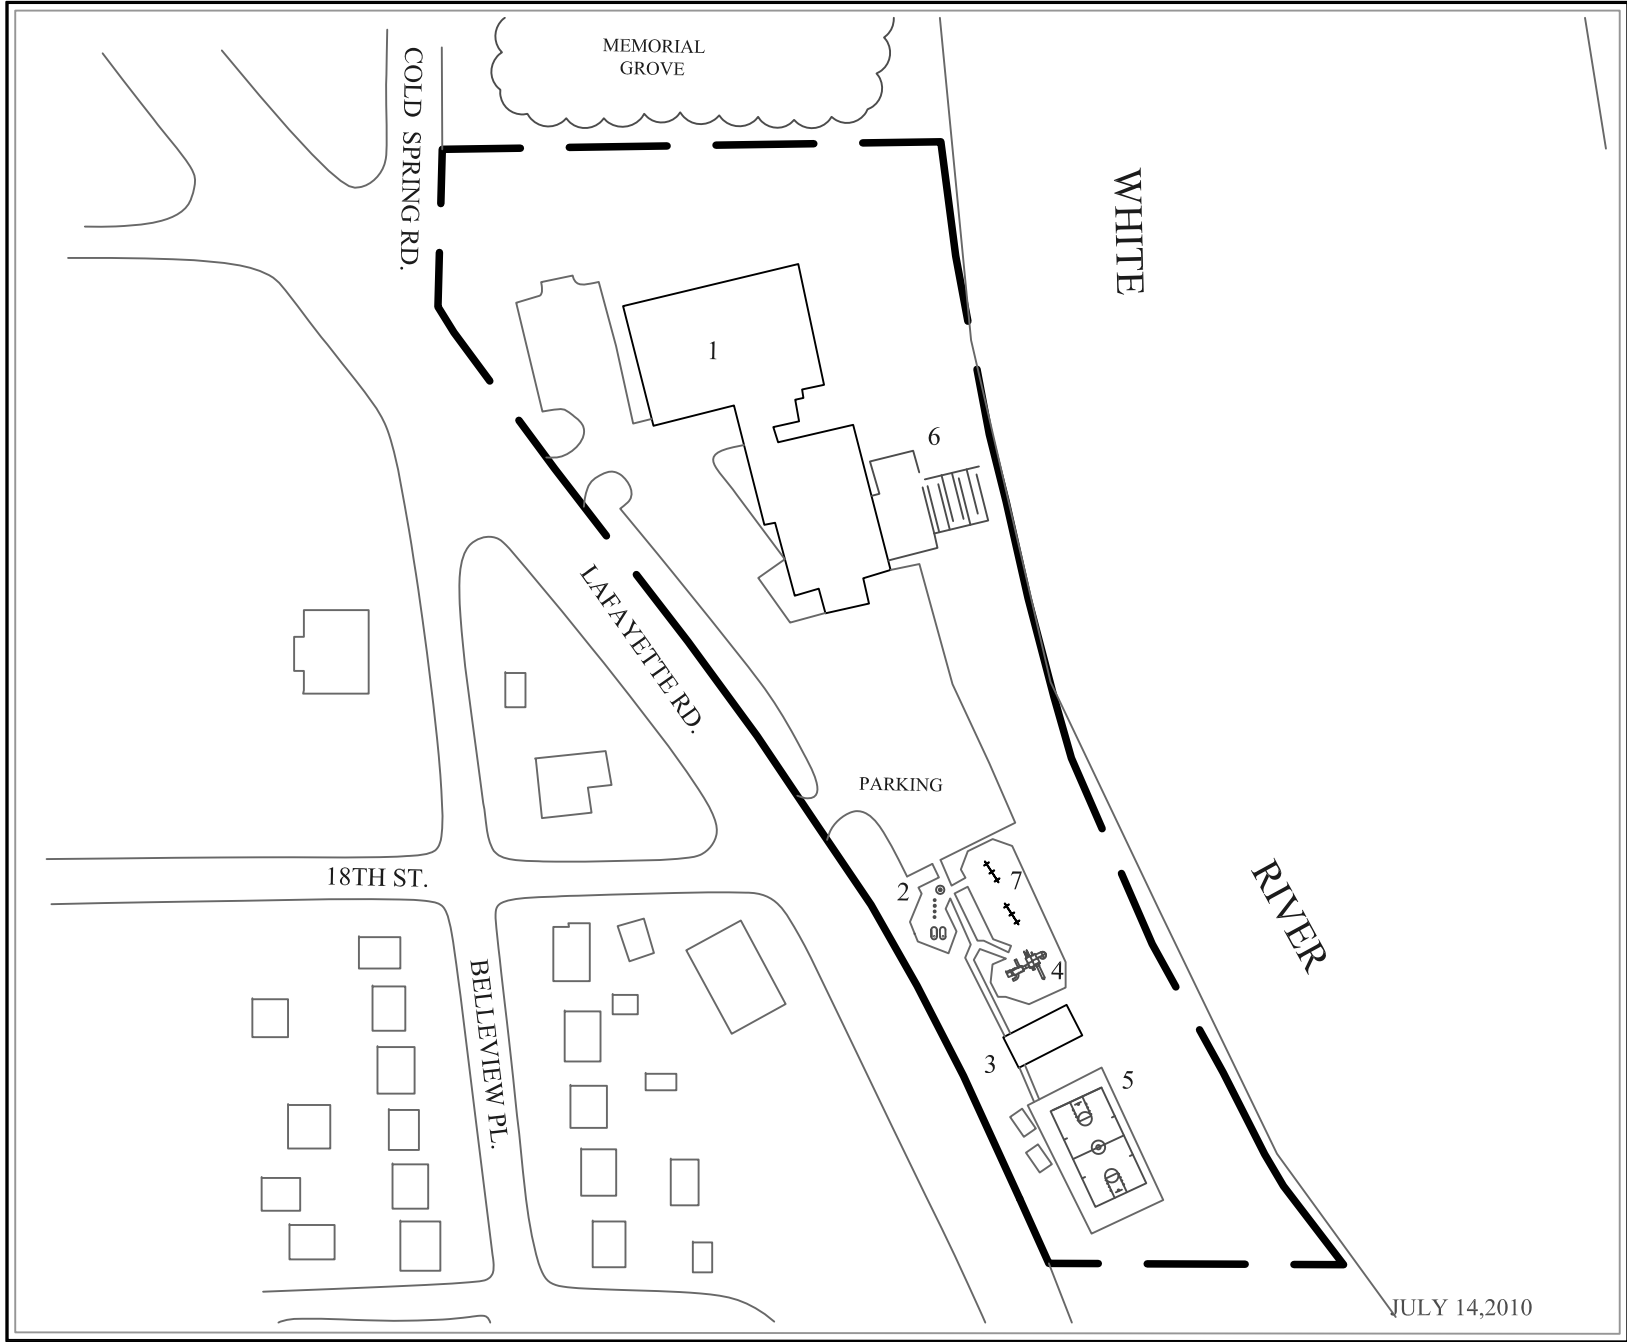 MEMORIAL
GROVE
COLD SPRING RD.
WHITE
1
6
LAFAYETTE RD.
PARKING
18TH ST.
2
7
4
RIVER
BELLEVIEW PL.
3
5
JULY 14,2010